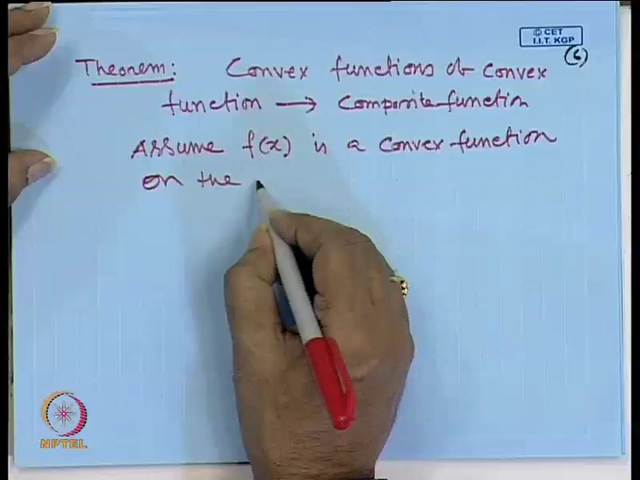 © CET
I.I.T. KGP
6
Theorem: Convex functions of convex
function → Composite function
Assume f(x) is a convex function
on the
NPTEL